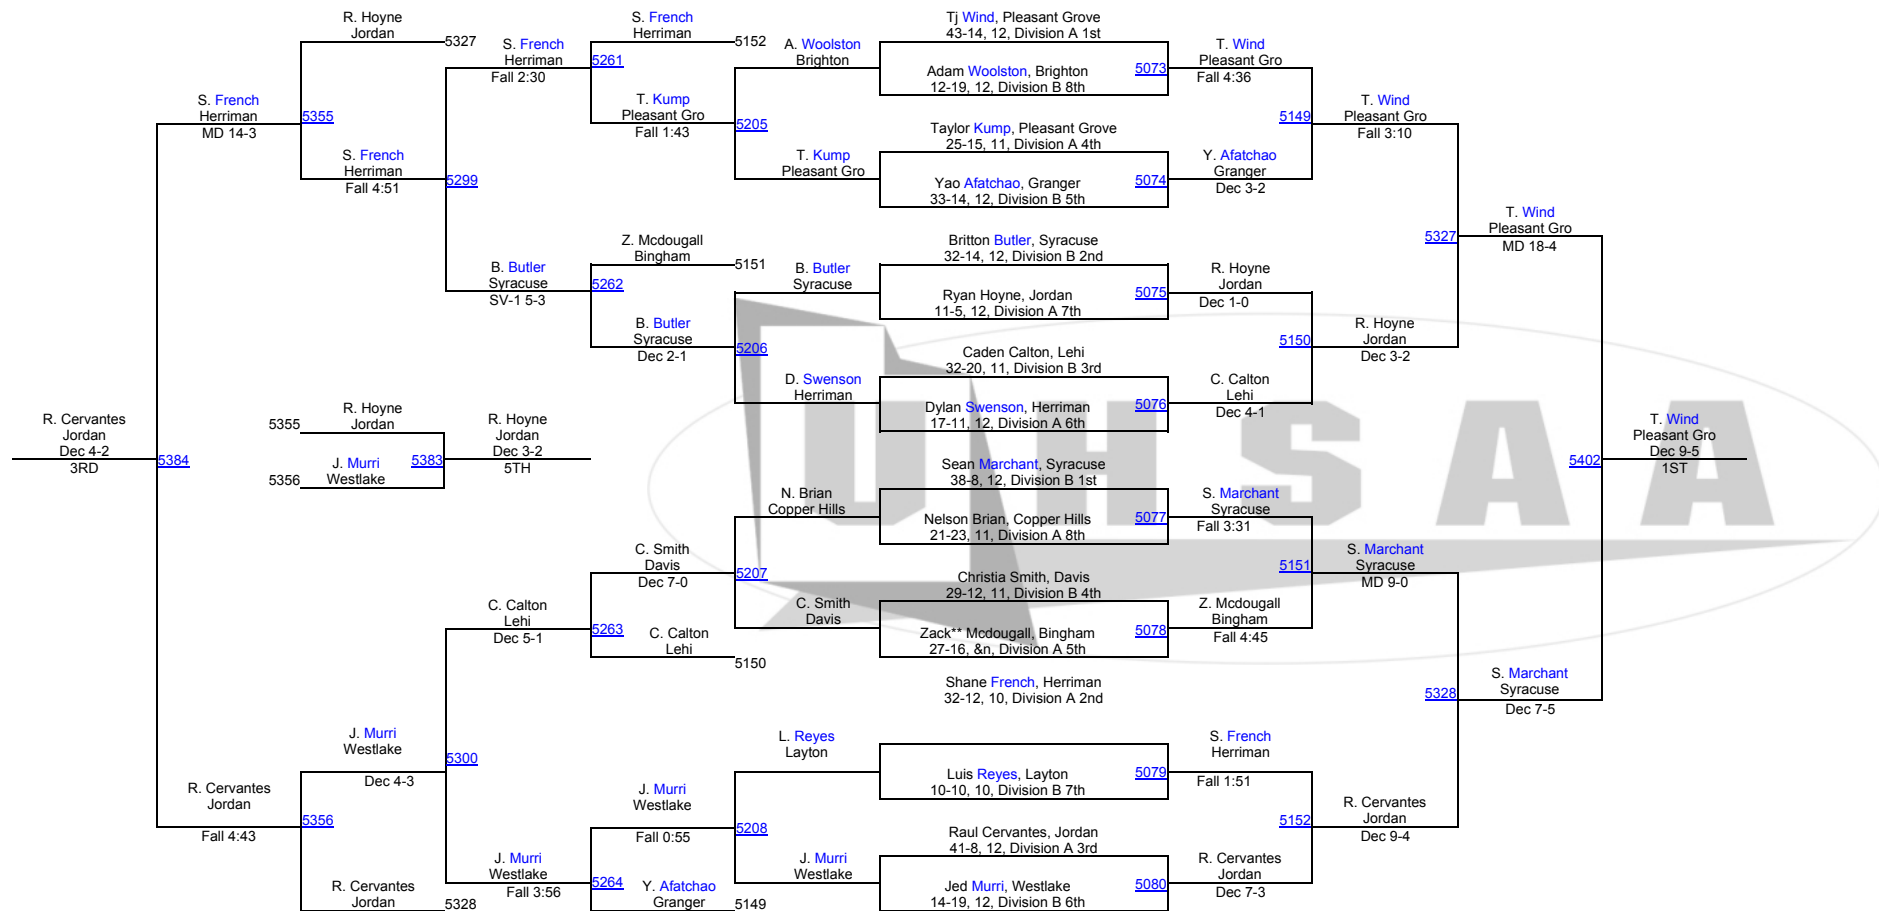 R. Hoyne
Jordan
5327
S. French
Herriman
MD 14-3
5355
S. French
Herriman
Fall 4:51
5299
S. French
Herriman
Fall 2:30
5261
S. French
Herriman
5152
T. Kump
Pleasant Gro
Fall 1:43
5205
A. Woolston
Brighton
T. Kump
Pleasant Gro
B. Butler
Syracuse
SV-1 5-3
5262
Z. Mcdougall
Bingham
5151
B. Butler
Syracuse
Dec 2-1
5206
B. Butler
Syracuse
D. Swenson
Herriman
R. Cervantes
Jordan
Dec 4-2
3RD
5384
5355
R. Hoyne
Jordan
5356
J. Murri
Westlake
5383
R. Hoyne
Jordan
Dec 3-2
5TH
R. Cervantes
Jordan
Fall 4:43
5356
J. Murri
Westlake
Dec 4-3
5300
R. Cervantes
Jordan
5328
C. Calton
Lehi
Dec 5-1
5263
C. Smith
Davis
Dec 7-0
5207
C. Calton
Lehi
5150
N. Brian
Copper Hills
C. Smith
Davis
J. Murri
Westlake
Fall 3:56
5264
J. Murri
Westlake
Fall 0:55
5208
Y. Afatchao
Granger
5149
L. Reyes
Layton
J. Murri
Westlake
Tj Wind, Pleasant Grove
43-14, 12, Division A 1st
Adam Woolston, Brighton
12-19, 12, Division B 8th
5073
Taylor Kump, Pleasant Grove
25-15, 11, Division A 4th
Yao Afatchao, Granger
33-14, 12, Division B 5th
5074
Britton Butler, Syracuse
32-14, 12, Division B 2nd
Ryan Hoyne, Jordan
11-5, 12, Division A 7th
5075
Caden Calton, Lehi
32-20, 11, Division B 3rd
Dylan Swenson, Herriman
17-11, 12, Division A 6th
5076
Sean Marchant, Syracuse
38-8, 12, Division B 1st
Nelson Brian, Copper Hills
21-23, 11, Division A 8th
5077
Christia Smith, Davis
29-12, 11, Division B 4th
Zack** Mcdougall, Bingham
27-16, &n, Division A 5th
5078
Shane French, Herriman
32-12, 10, Division A 2nd
Luis Reyes, Layton
10-10, 10, Division B 7th
5079
Raul Cervantes, Jordan
41-8, 12, Division A 3rd
Jed Murri, Westlake
14-19, 12, Division B 6th
5080
T. Wind
Pleasant Gro
Fall 4:36
5149
Y. Afatchao
Granger
Dec 3-2
R. Hoyne
Jordan
Dec 1-0
5150
C. Calton
Lehi
Dec 4-1
S. Marchant
Syracuse
Fall 3:31
5151
Z. Mcdougall
Bingham
Fall 4:45
S. French
Herriman
Fall 1:51
5152
R. Cervantes
Jordan
Dec 7-3
T. Wind
Pleasant Gro
Fall 3:10
5327
R. Hoyne
Jordan
Dec 3-2
S. Marchant
Syracuse
MD 9-0
5328
R. Cervantes
Jordan
Dec 9-4
T. Wind
Pleasant Gro
MD 18-4
5402
S. Marchant
Syracuse
Dec 7-5
T. Wind
Pleasant Gro
Dec 9-5
1ST
UHSAA